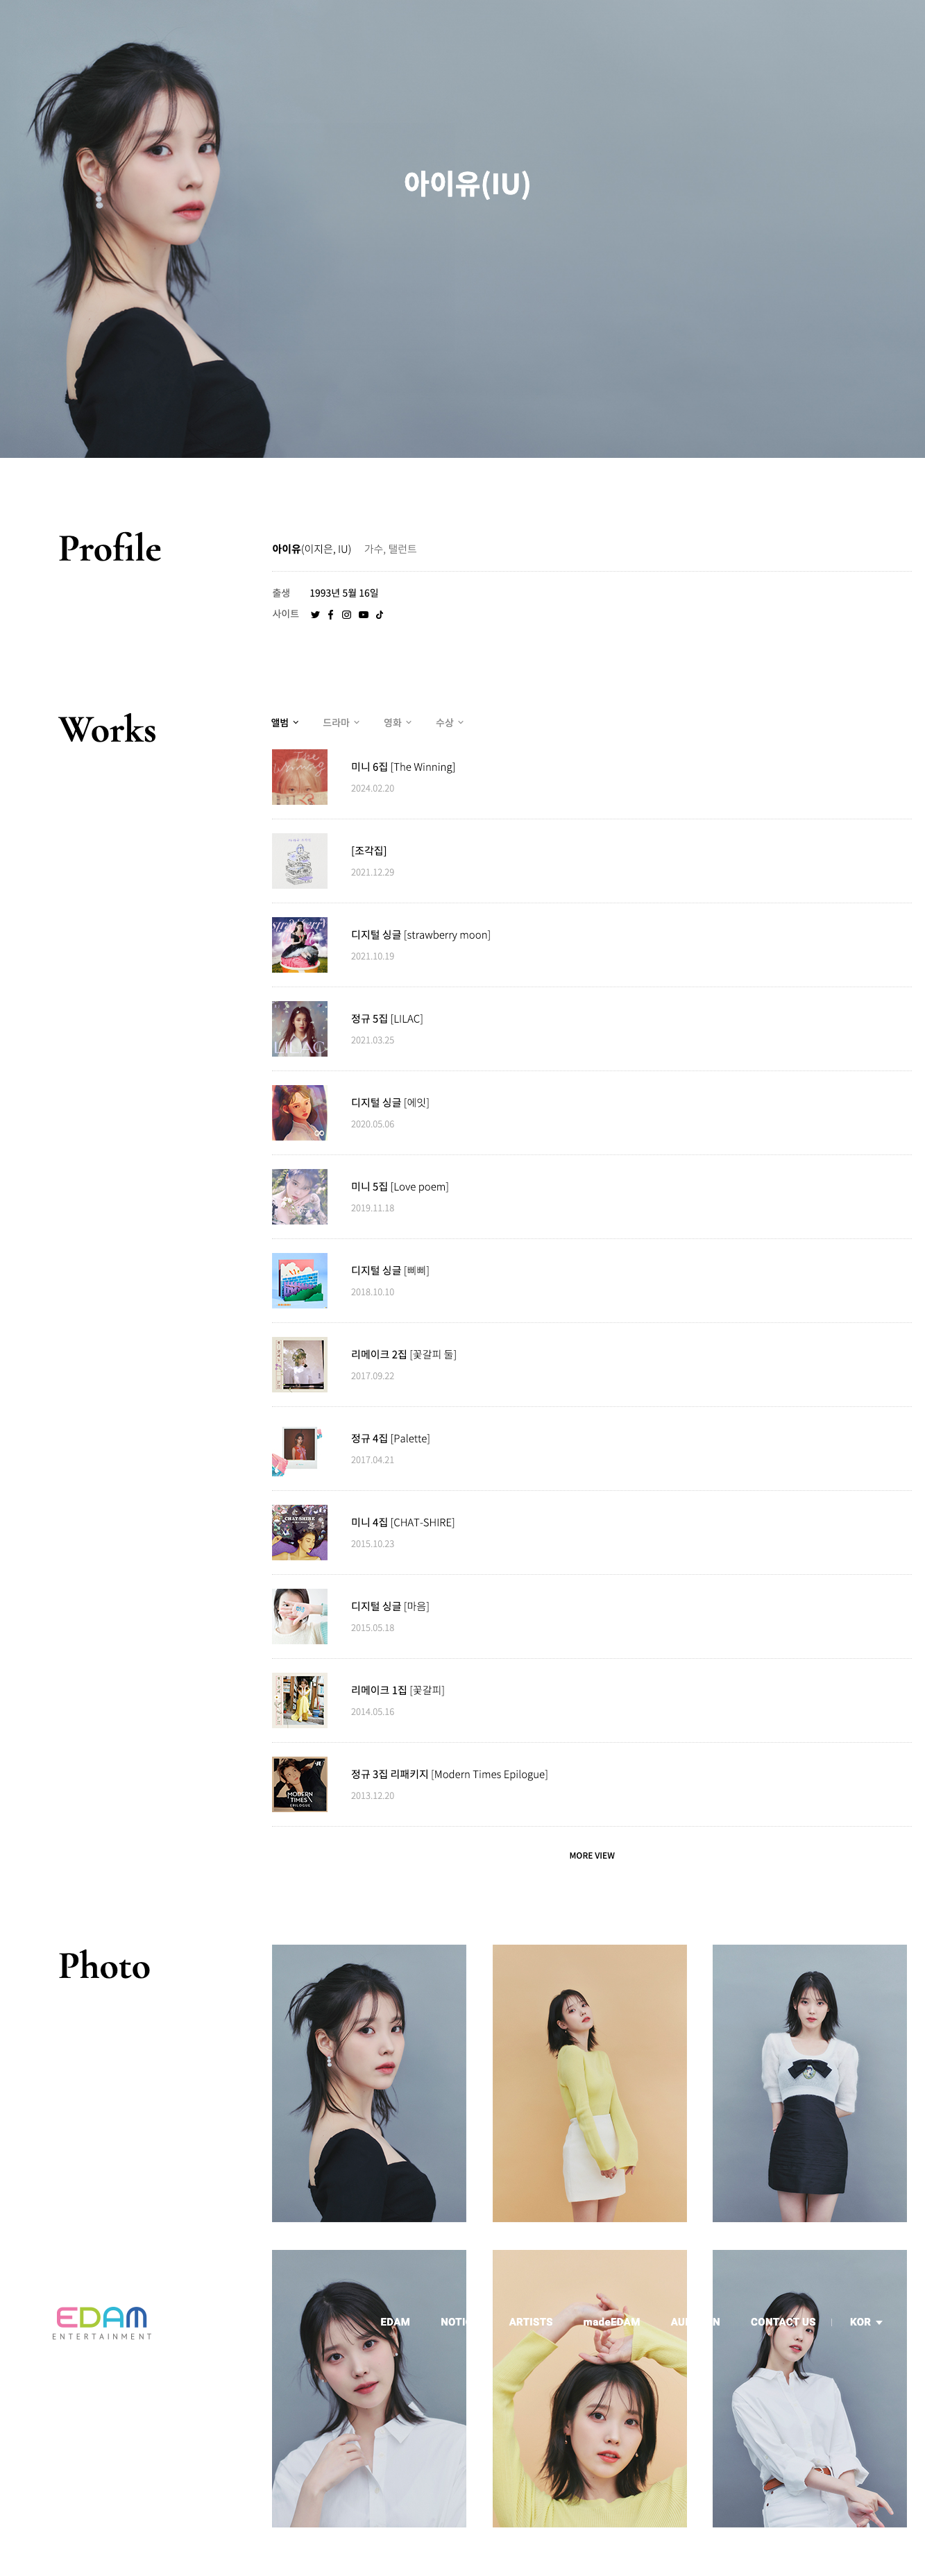 아이유(IU)
Profile
아이유(이지은, IU) 가수, 탤런트
출생 1993년 5월 16일
사이트
Works
앨범 드라마 영화 수상
미니 6집 [The Winning]
2024.02.20
[조각집]
2021.12.29
디지털 싱글 [strawberry moon]
2021.10.19
정규 5집 [LILAC]
2021.03.25
LILAC
디지털 싱글 [에잇]
2020.05.06
미니 5집 [Love poem]
2019.11.18
디지털 싱글 [삐삐]
2018.10.10
리메이크 2집 [꽃갈피 둘]
2017.09.22
정규 4집 [Palette]
2017.04.21
CHAT-SHIRE
미니 4집 [CHAT-SHIRE]
2015.10.23
디지털 싱글 [마음]
2015.05.18
리메이크 1집 [꽃갈피]
2014.05.16
정규 3집 리패키지 [Modern Times Epilogue]
2013.12.20
MODERN
TIMES
EPILOGUE
MORE VIEW
Photo
EDAM
ENTERTAINMENT
EDAM ARTISTS madeEDAM CONTACT US KOR